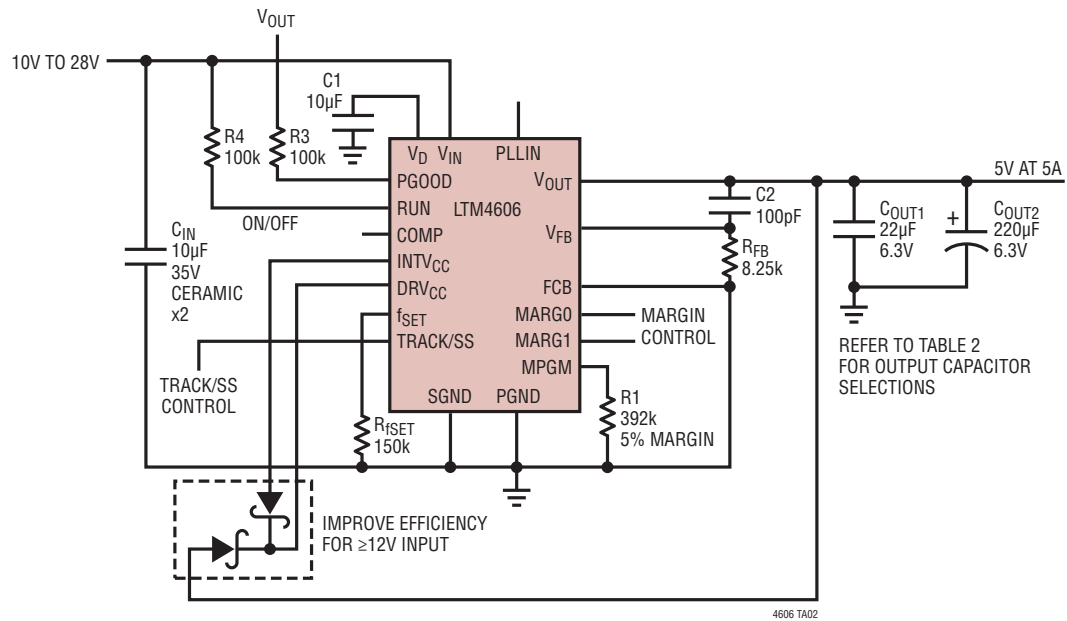 VOUT
10V TO 28V
C1
10µF
R4
100k
R3
100k
VD
VIN
PLLIN
PGOOD
VOUT
5V AT 5A
RUN
LTM4606
ON/OFF
C2
100pF
COMP
VFB
CIN
10µF
35V
CERAMIC
x2
COUT1
22µF
6.3V
+
COUT2
220µF
6.3V
INTVCC
RFB
8.25k
DRVCC
FCB
fSET
MARG0
MARGIN
CONTROL
TRACK/SS
MARG1
MPGM
REFER TO TABLE 2
FOR OUTPUT CAPACITOR
SELECTIONS
TRACK/SS
CONTROL
SGND
PGND
R1
392k
5% MARGIN
RfSET
150k
IMPROVE EFFICIENCY
FOR ≥12V INPUT
4606 TA02